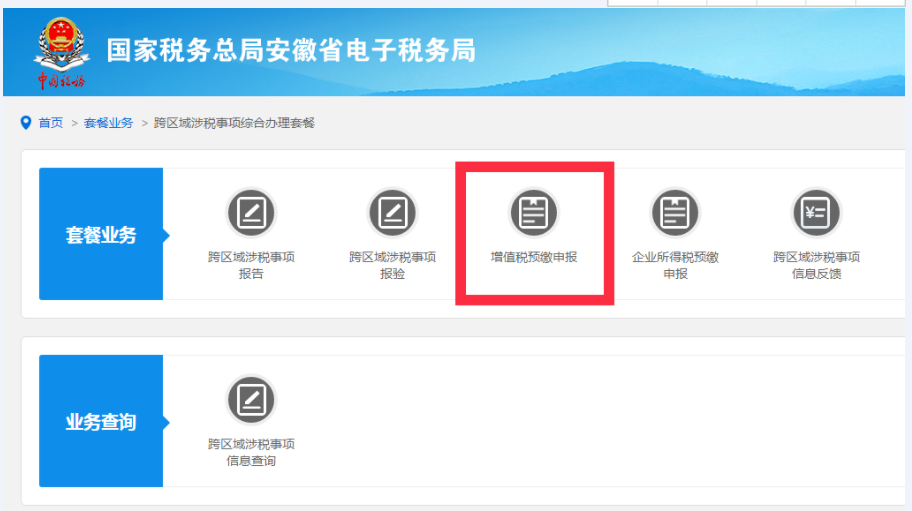 国家税务总局安徽省电子税务局
中国税务
首页 > 套餐业务 > 跨区域涉税事项综合办理套餐
套餐业务
跨区域涉税事项
报告
跨区域涉税事项
报验
增值税预缴申报
企业所得税预缴
申报
跨区域涉税事项
信息反馈
业务查询
跨区域涉税事项
信息查询